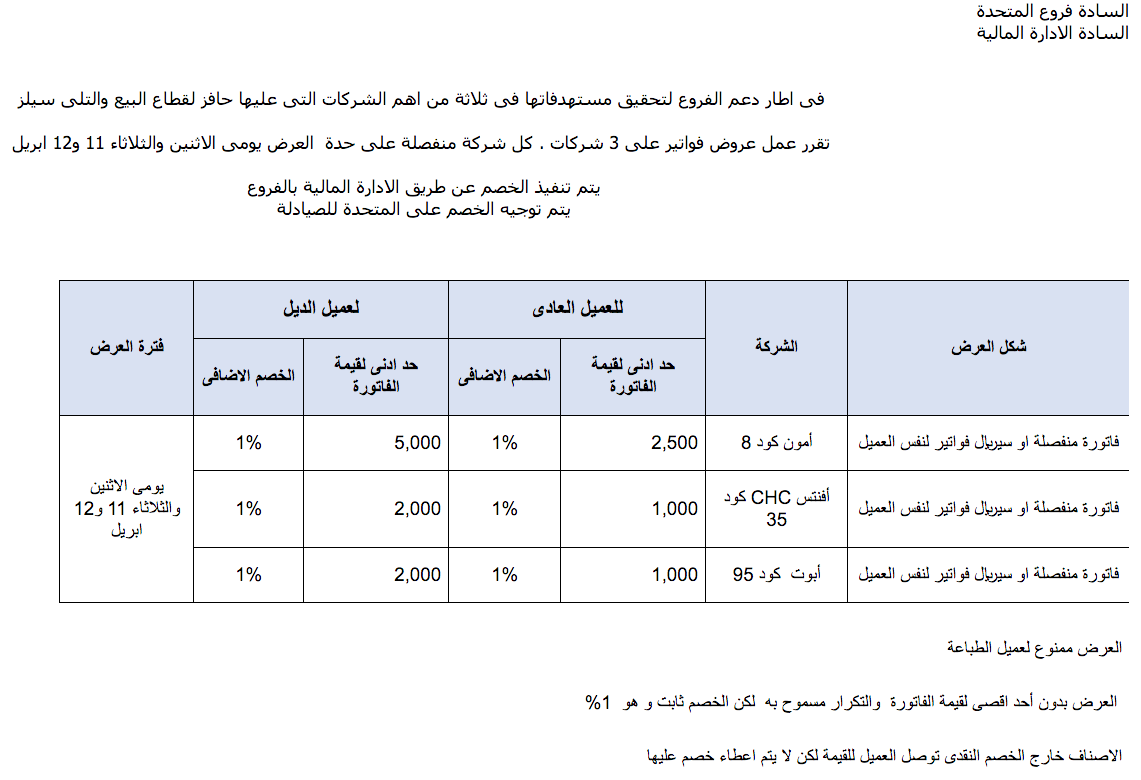 السادة فروع المتحدة
السادة الادارة المالية
فى اطار دعم الفروع لتحقيق مستهدفاتها فى ثلاثة من اهم الشركات التى عليها حافز لقطاع البيع والتلى سيلز
تقرر عمل عروض فواتير على 3 شركات . كل شركة منفصلة على حدة العرض يومى الاثنين والثلاثاء 11 و12 ابريل
يتم تنفيذ الخصم عن طريق الادارة المالية بالفروع
يتم توجيه الخصم على المتحدة للصيادلة
شكل العرض
الشركة
للعميل العادى
لعميل الديل
فترة العرض
حد ادنى لقيمة
الفاتورة
الخصم الاضافى
حد ادنى لقيمة
الفاتورة
الخصم الاضافى
فاتورة منفصلة او سيريال فواتير لنفس العميل
أمون كود 8
2,500
1%
5,000
1%
فاتورة منفصلة او سيريال فواتير لنفس العميل
أفنتس CHC كود
35
1,000
1%
2,000
1%
فاتورة منفصلة او سيريال فواتير لنفس العميل
أبوت كود 95
1,000
1%
2,000
1%
يومى الاثنين
والثلاثاء 11 و12
ابريل
العرض ممنوع لعميل الطباعة
العرض بدون أحد اقصى لقيمة الفاتورة والتكرار مسموح به لكن الخصم ثابت و هو 1%
الاصناف خارج الخصم النقدى توصل العميل للقيمة لكن لا يتم اعطاء خصم عليها